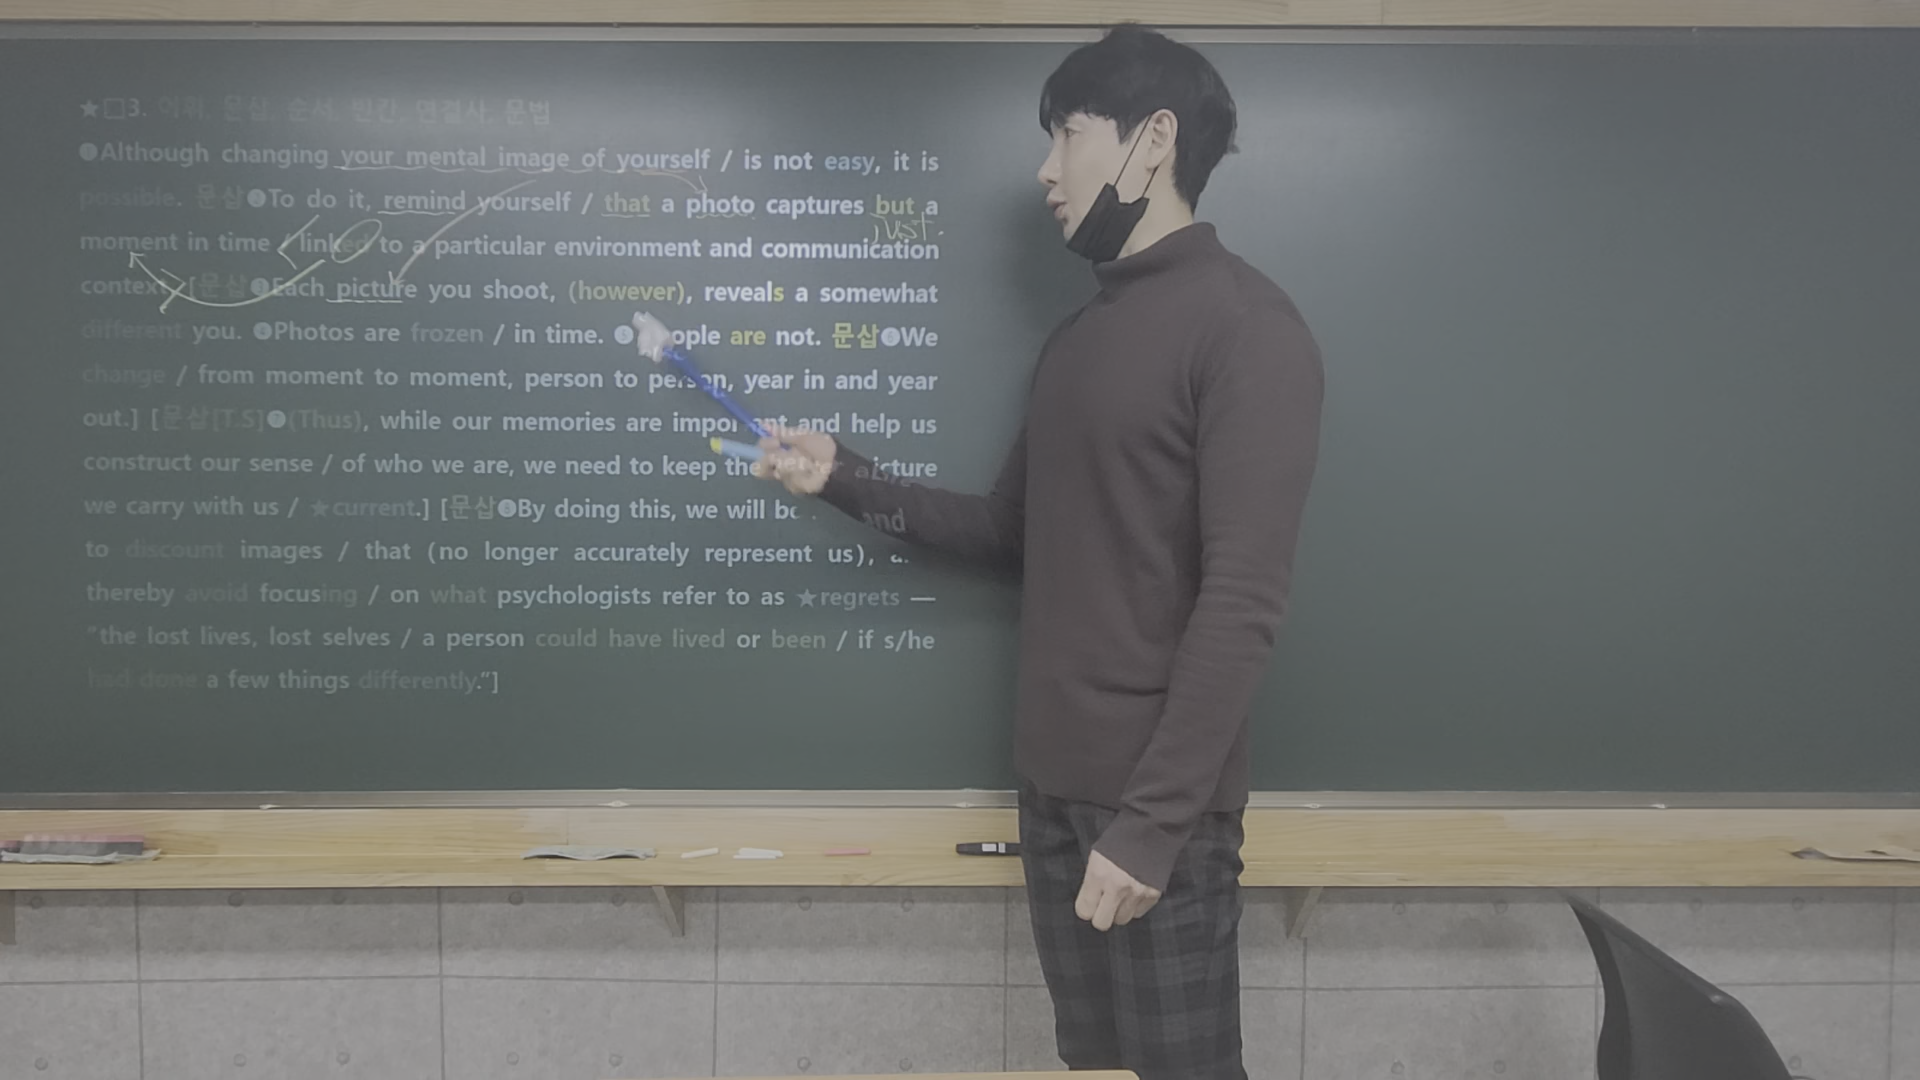 ★□3. 어휘, 문삽, 순서, 빈칸, 연결사, 문법
❶Although changing your mental image of yourself / is not easy, it is
possible. 문삽❷To do it, remind yourself / that a photo captures but a
just.
moment in time / linked to a particular environment and communication
context. [문삽❸Each picture you shoot, (however), reveals a somewhat
different you. ❹Photos are frozen / in time. ❺People are not. 문삽❻We
change / from moment to moment, person to person, year in and year
out.] [문삽[T.S]❼(Thus), while our memories are important and help us
construct our sense / of who we are, we need to keep the picture
we carry with us / ★current.] [문삽❽By doing this, we will be and
to discount images / that (no longer accurately represent us),
thereby avoid focusing / on what psychologists refer to as ★regrets —
"the lost lives, lost selves / a person could have lived or been / if s/he
had done a few things differently."]